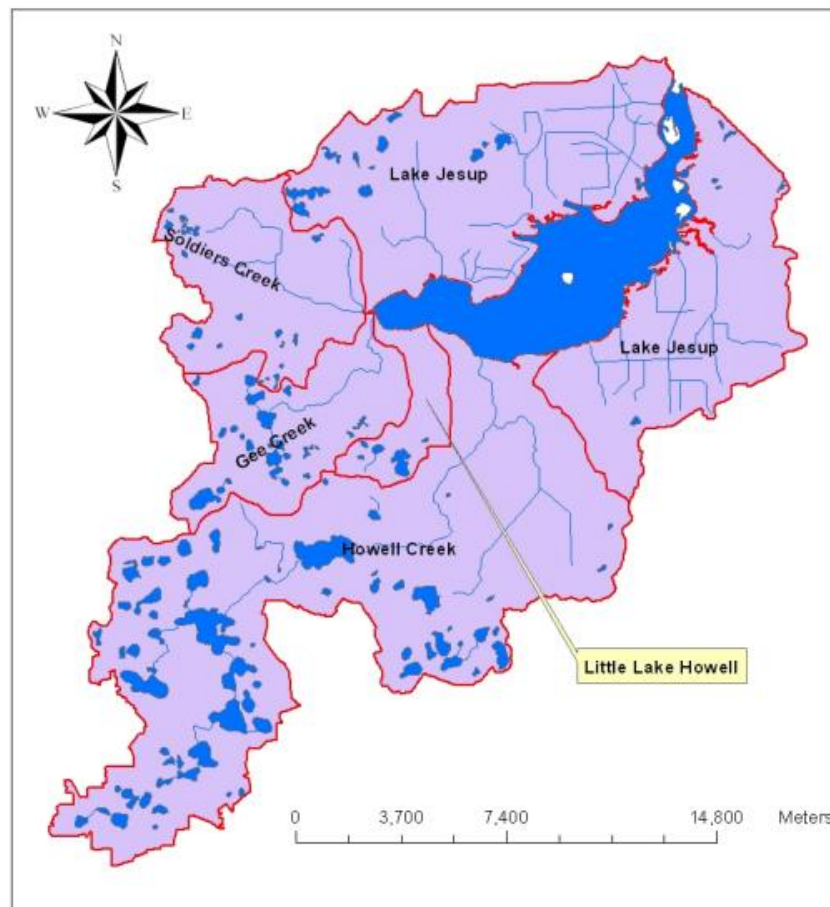 N
W E
S
Lake Jesup
Soldiers Creek
Lake Jesup
Gee Creek
Howell Creek
Little Lake Howell
0 3,700 7,400 14,800 Meters